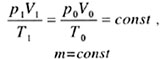 p₁V₁/T₁ = p₀V₀/T₀ = const ,
m=const